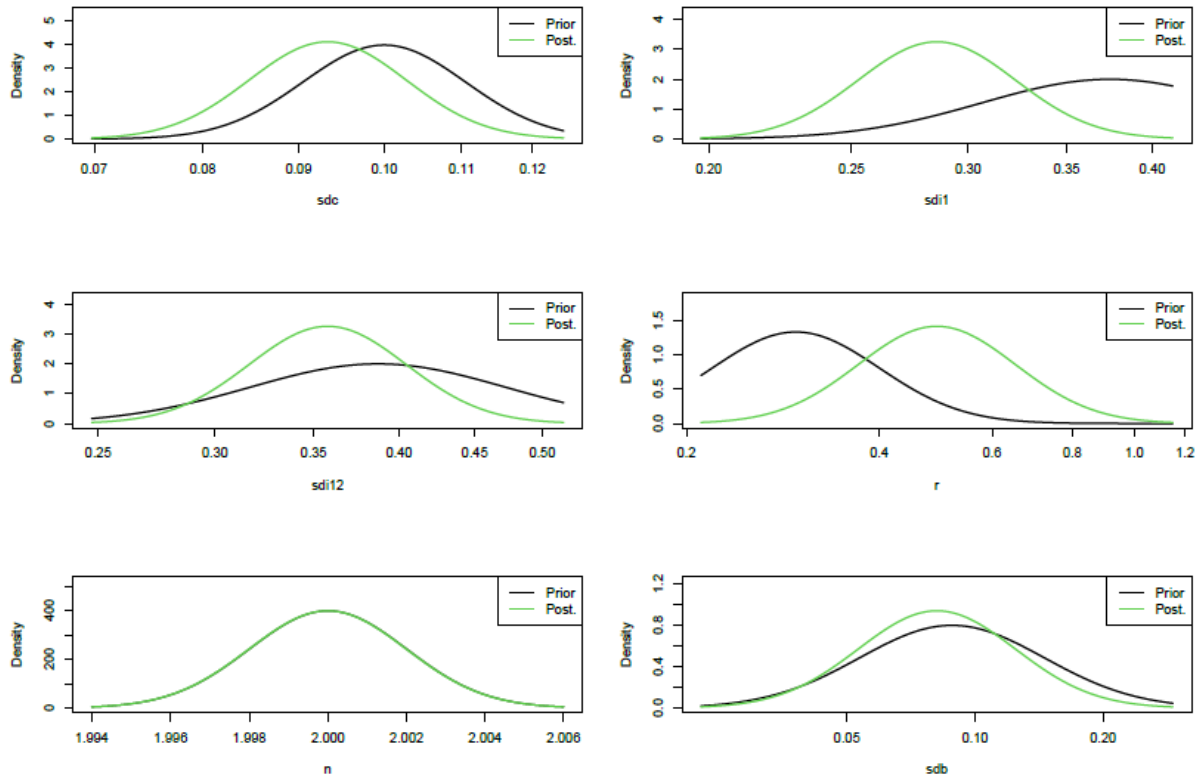 Prior
Post.
Density
5
4
3
2
1
0
0.07 0.08 0.09 0.10 0.11 0.12
sdc
Prior
Post.
Density
4
3
2
1
0
0.20 0.25 0.30 0.35 0.40
sdi1
Prior
Post.
Density
4
3
2
1
0
0.25 0.30 0.35 0.40 0.50
sdi12
Prior
Post.
Density
1.5
1.0
0.5
0.0
0.2 0.4 0.6 0.8 1.0 1.2
r
Prior
Post.
Density
400
200
0
1.994 1.996 1.998 2.000 2.002 2.004 2.006
n
Prior
Post.
Density
1.2
0.8
0.4
0.0
0.05 0.10 0.20
sdb